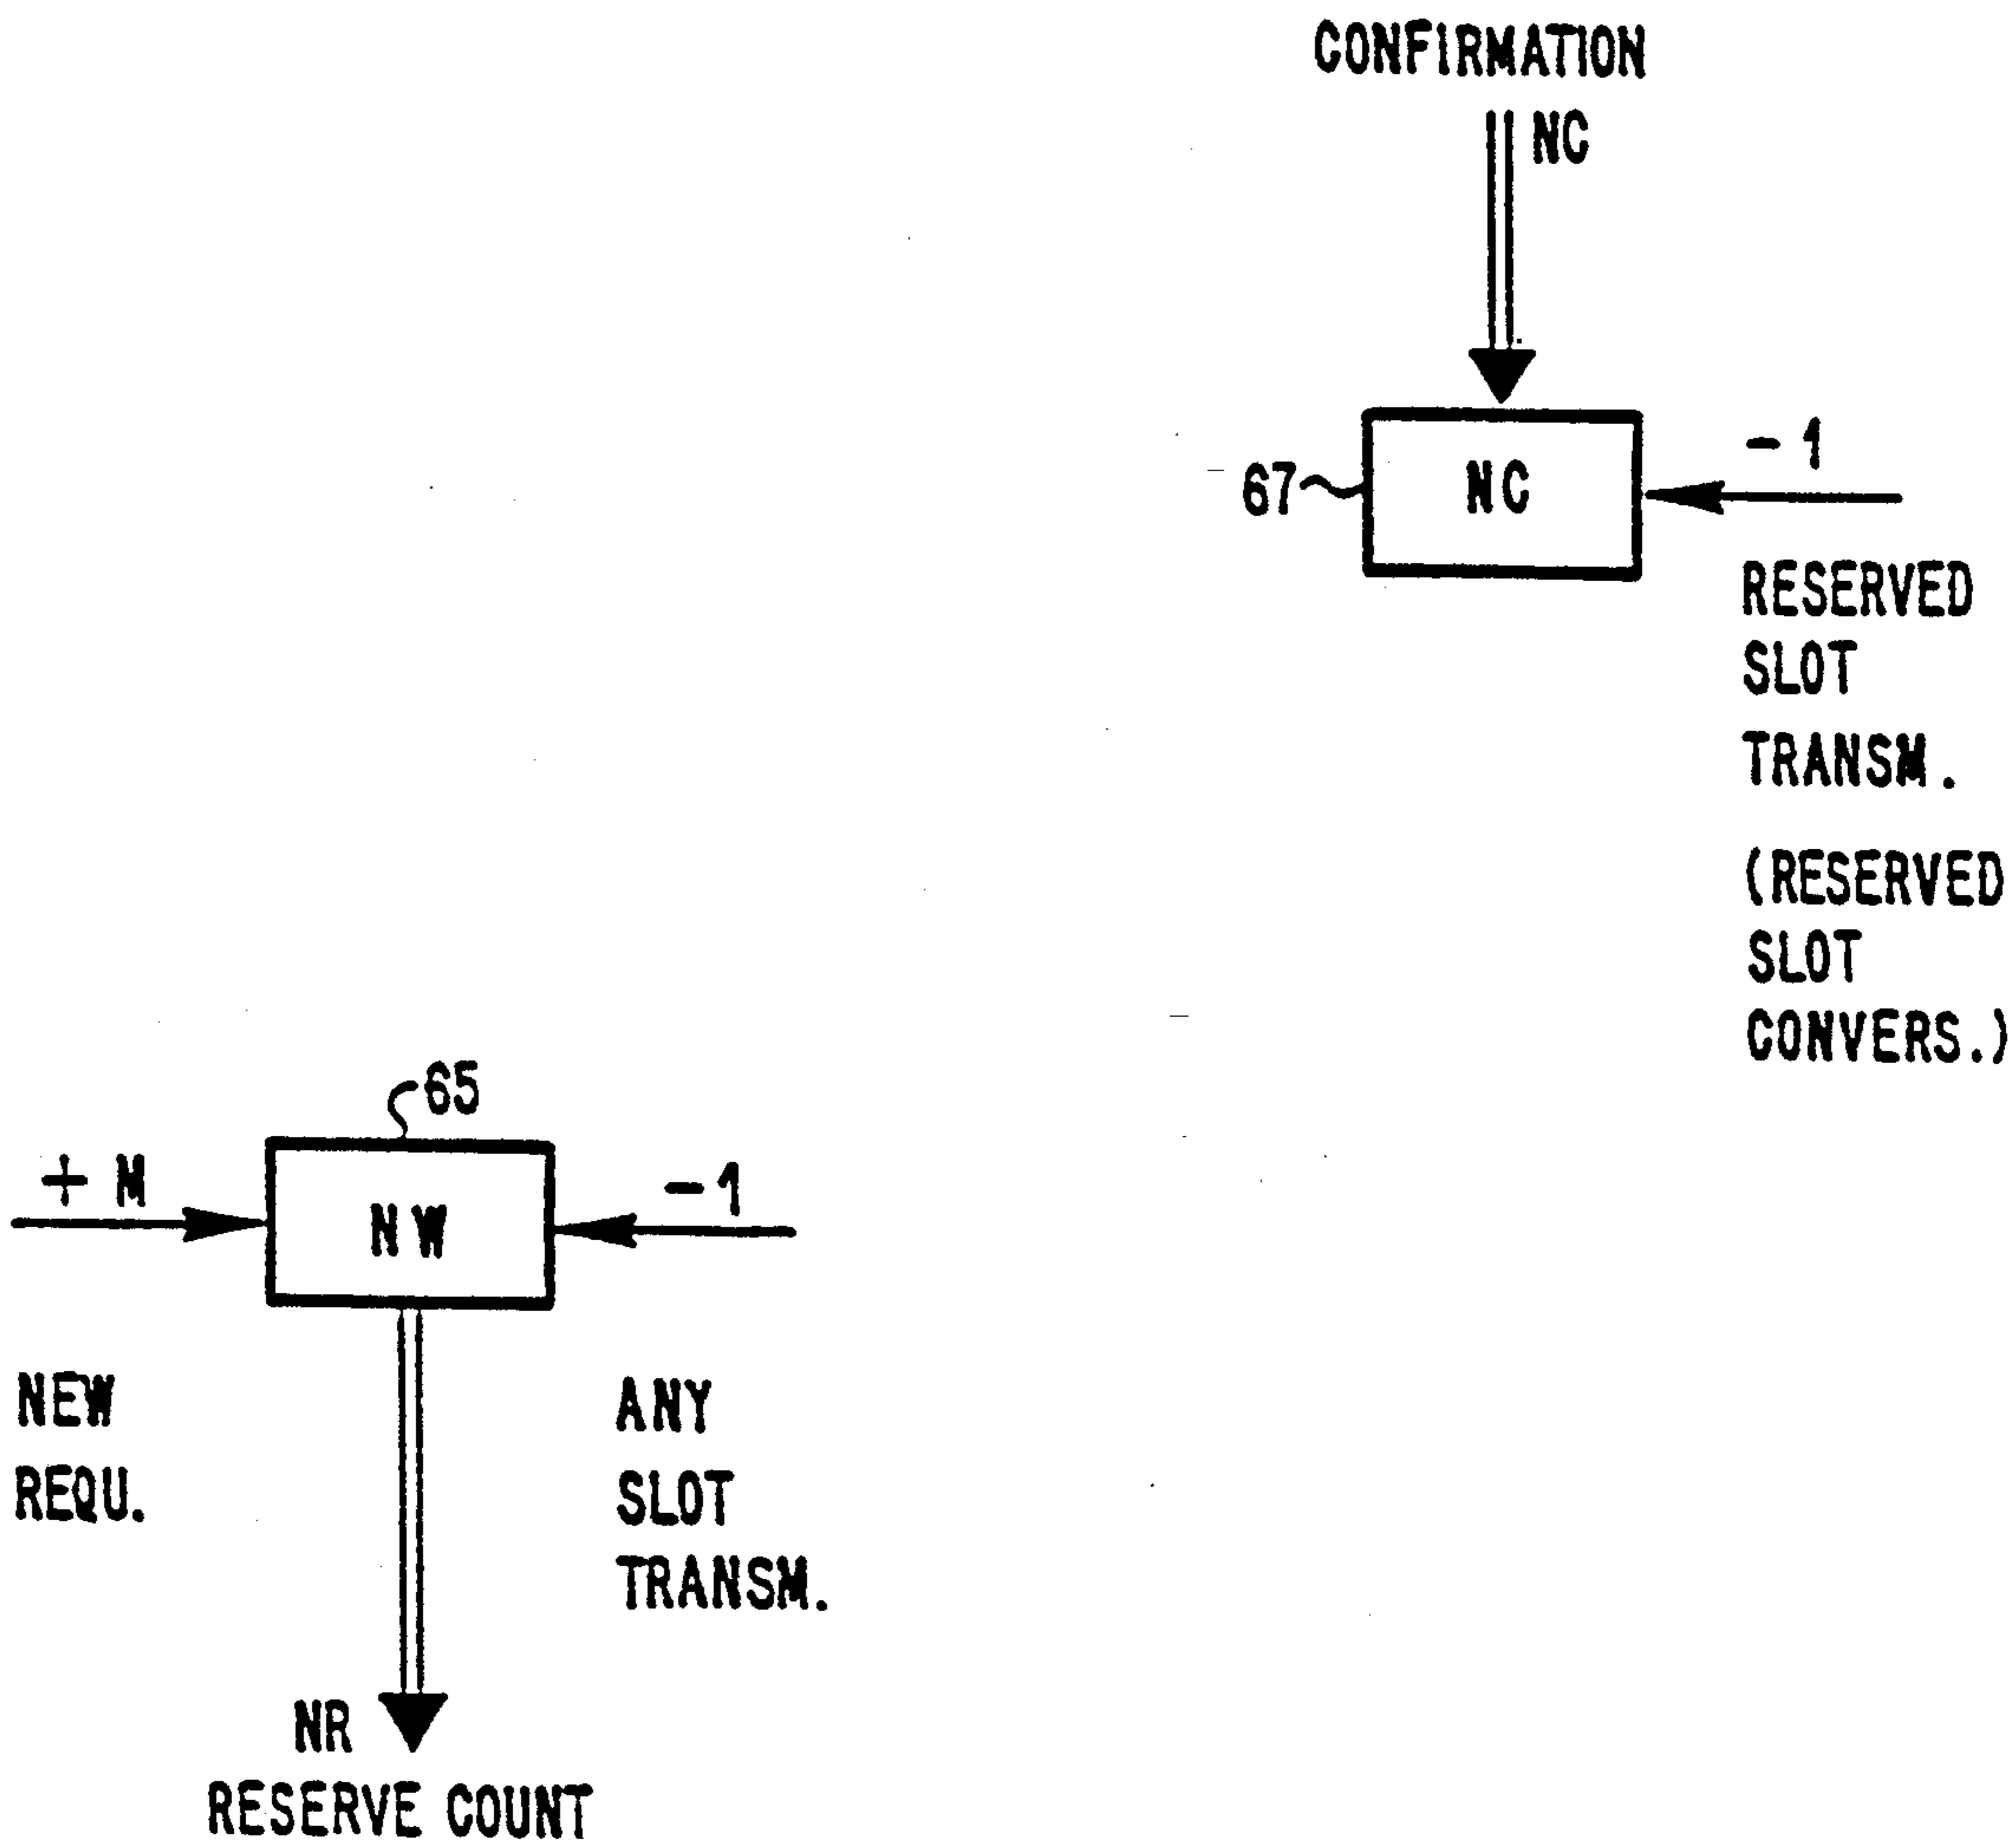 CONFIRMATION
NC
67
NC
- 1
RESERVED
SLOT
TRANSM.
(RESERVED
SLOT
CONVERS.)
65
+ M
NW
- 1
NEW
REQU.
ANY
SLOT
TRANSM.
NR
RESERVE COUNT